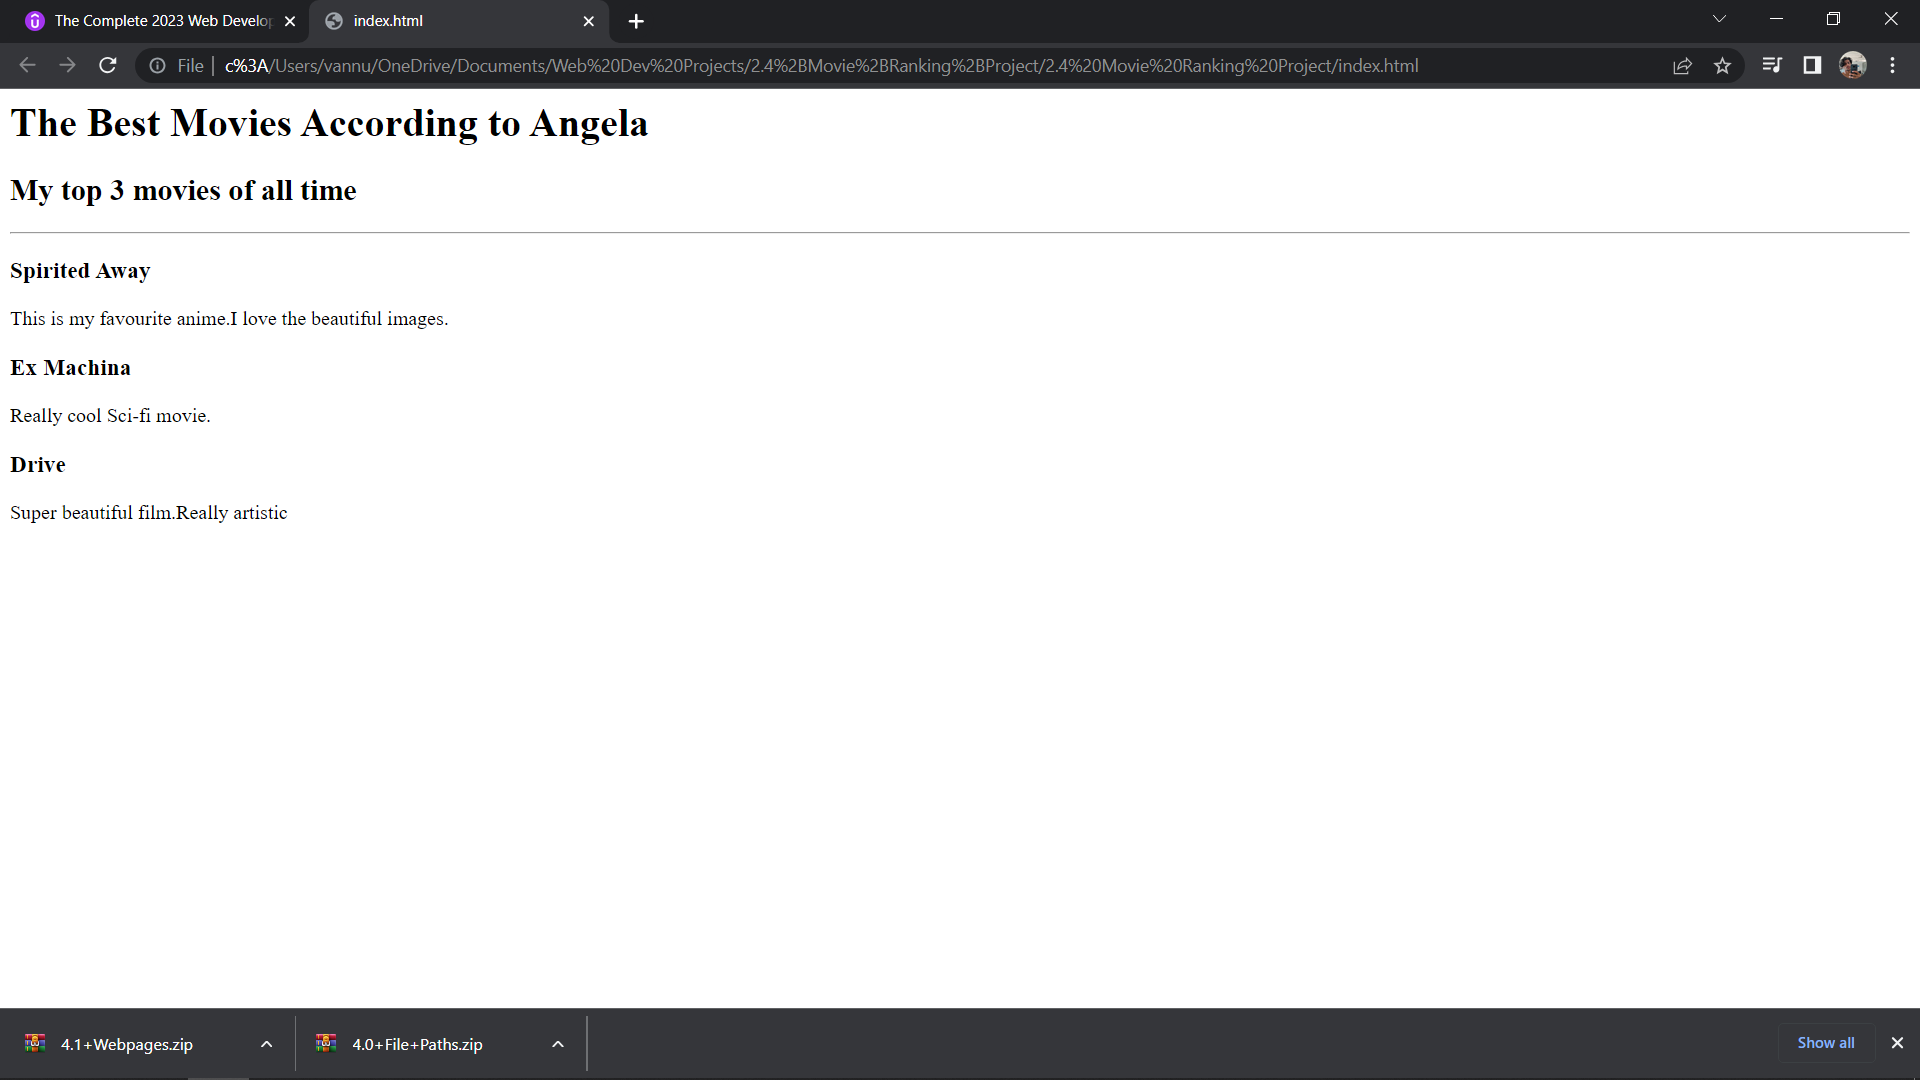 The Complete 2023 Web Develop
index.html
File | c%3A/Users/vannu/OneDrive/Documents/Web%20Dev%20Projects/2.4%2BMovie%2BRanking%2BProject/2.4%20Movie%20Ranking%20Project/index.html
The Best Movies According to Angela
My top 3 movies of all time
Spirited Away
This is my favourite anime.I love the beautiful images.
Ex Machina
Really cool Sci-fi movie.
Drive
Super beautiful film.Really artistic
4.1+Webpages.zip
4.0+File+Paths.zip
Show all